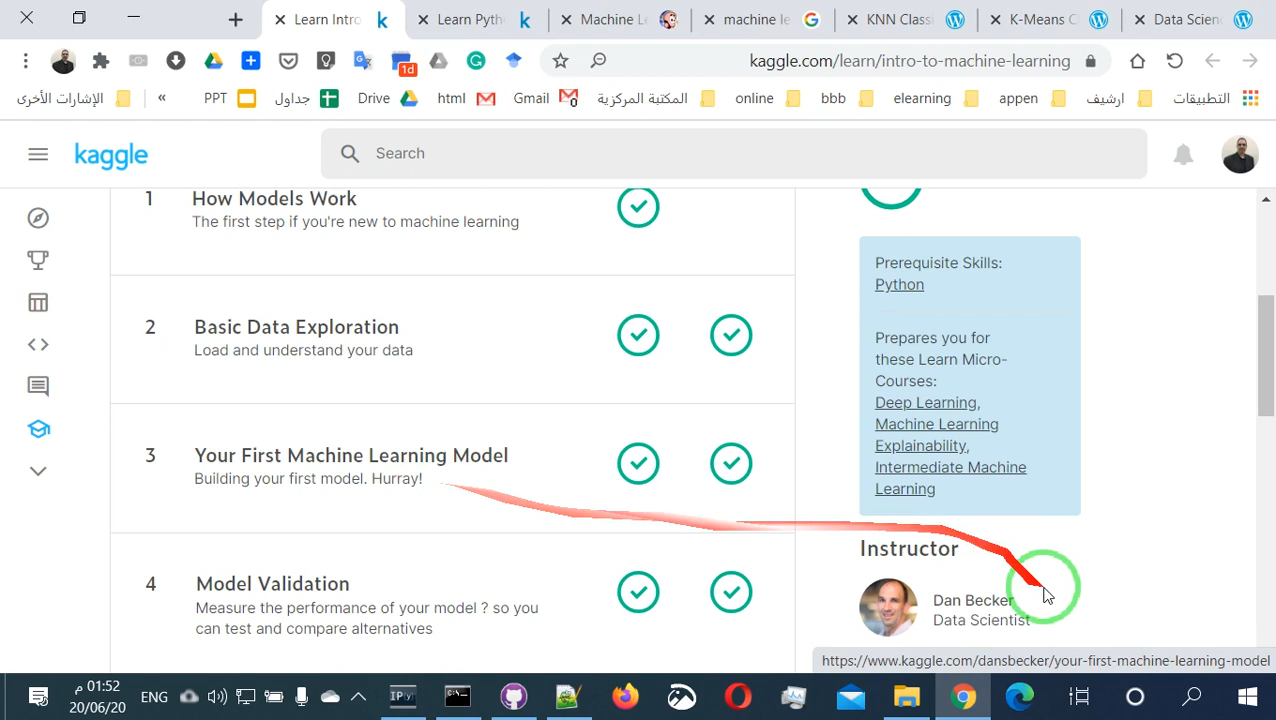 Learn Intro
Learn Pyth
Machine Le
machine le
KNN Class
K-Means C
Data Scien
1d
kaggle.com/learn/intro-to-machine-learning
الإشارات الأخرى
»
PPT
جداول
Drive
html
Gmail
المكتبة المركزية
online
bbb
elearning
appen
ارشيف
التطبيقات
kaggle
Search
1
How Models Work
The first step if you're new to machine learning
2
Basic Data Exploration
Load and understand your data
3
Your First Machine Learning Model
Building your first model. Hurray!
4
Model Validation
Measure the performance of your model ? so you
can test and compare alternatives
Prerequisite Skills:
Python
Prepares you for
these Learn Micro-
Courses:
Deep Learning,
Machine Learning
Explainability,
Intermediate Machine
Learning
Instructor
Dan Becker
Data Scientist
https://www.kaggle.com/dansbecker/your-first-machine-learning-model
01:52 م
20/06/20
ENG